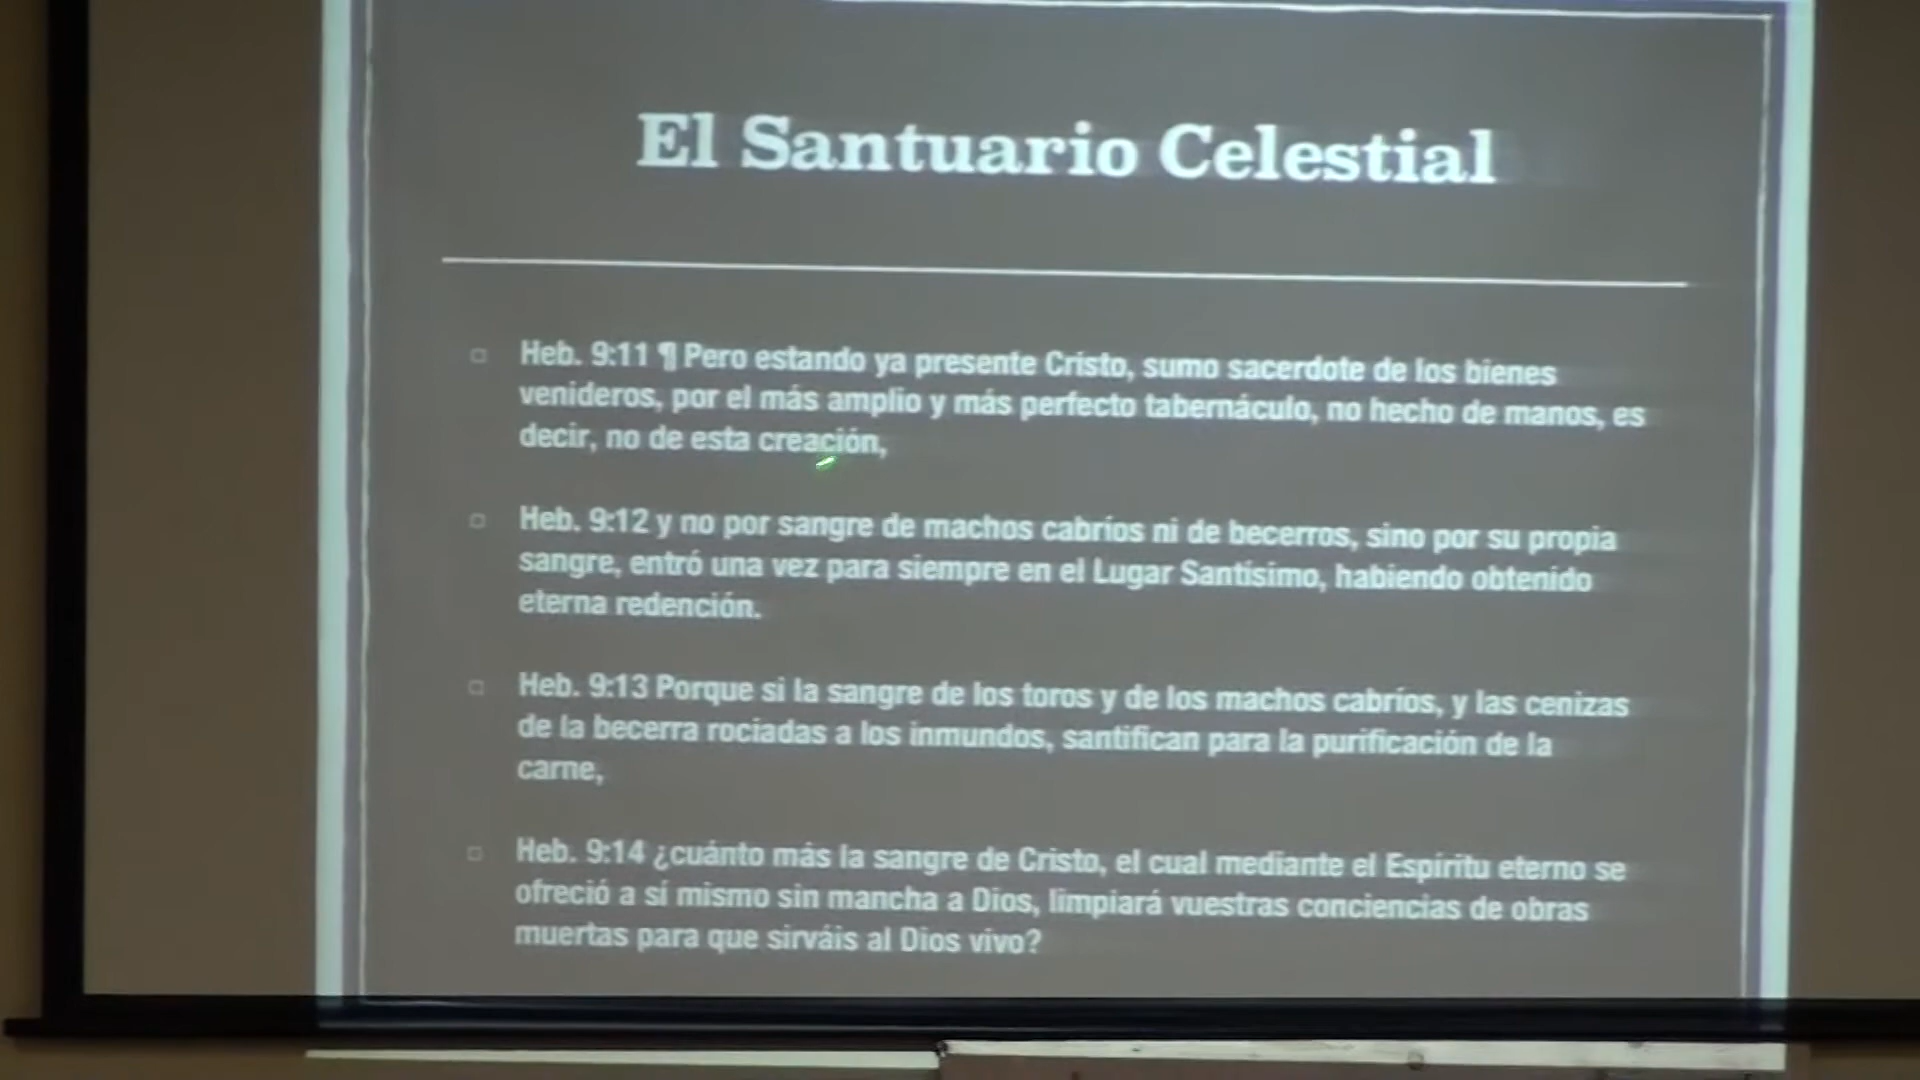 El Santuario Celestial
Heb. 9:11 ¶ Pero estando ya presente Cristo, sumo sacerdote de los bienes
venideros, por el más amplio y más perfecto tabernáculo, no hecho de manos, es
decir, no de esta creación,
Heb. 9:12 y no por sangre de machos cabríos ni de becerros, sino por su propia
sangre, entró una vez para siempre en el Lugar Santísimo, habiendo obtenido
eterna redención.
Heb. 9:13 Porque si la sangre de los toros y de los machos cabríos, y las cenizas
de la becerra rociadas a los inmundos, santifican para la purificación de la
carne,
Heb. 9:14 ¿cuánto más la sangre de Cristo, el cual mediante el Espíritu eterno se
ofreció a sí mismo sin mancha a Dios, limpiará vuestras conciencias de obras
muertas para que sirváis al Dios vivo?